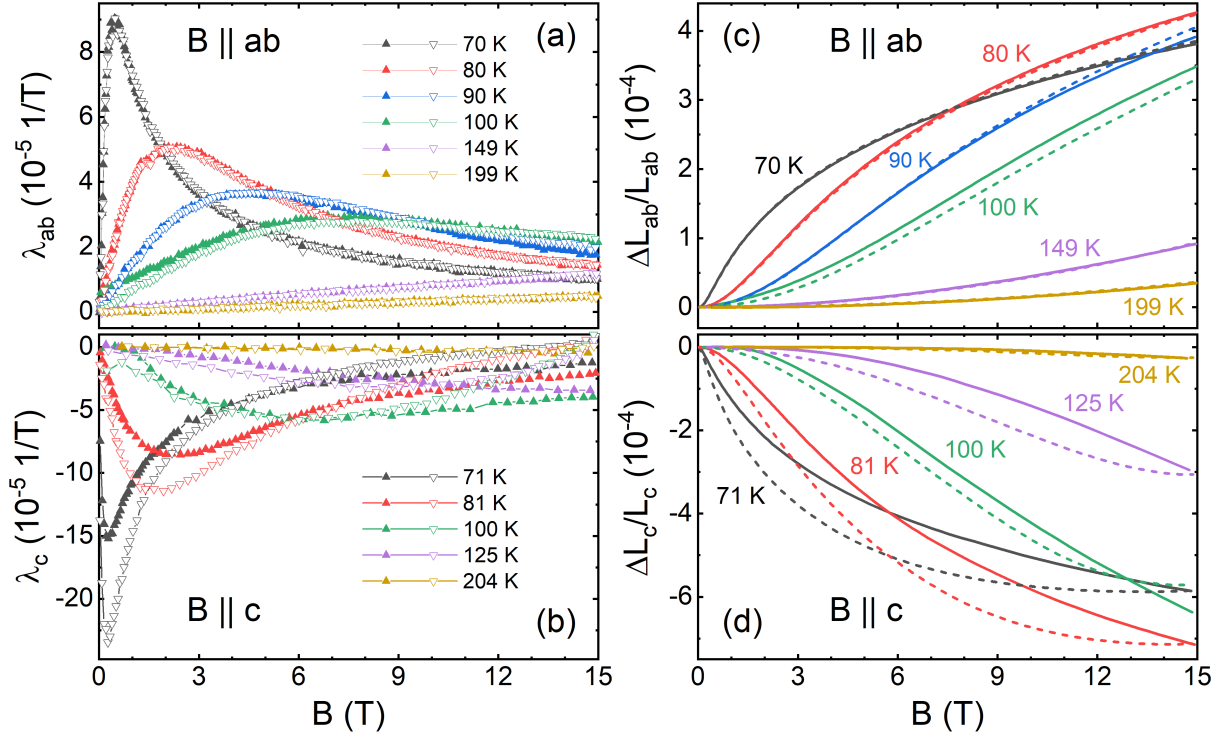 B || ab
(a)
70 K
80 K
90 K
100 K
149 K
199 K
λab (10-5 1/T)
8
6
4
2
0
B || ab
(c)
80 K
70 K
90 K
100 K
149 K
199 K
ΔLab/Lab (10-4)
4
3
2
1
0
λc (10-5 1/T)
0
-5
-10
-15
-20
71 K
81 K
100 K
125 K
204 K
B || c
(b)
0
3
6
9
12
15
B (T)
ΔLc/Lc (10-4)
0
-2
-4
-6
204 K
125 K
100 K
81 K
71 K
B || c
(d)
0
3
6
9
12
15
B (T)